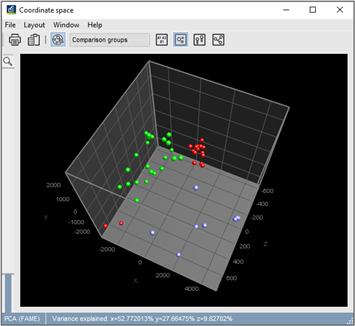 Coordinate space
File Layout Window Help
Comparison groups
2000
1000
0
-1000
-2000
Y
-2000
0
2000
4000
X
-600
-400
-200
0
200
400
600
Z
PCA (FAME) Variance explained: x=52.772013% y=27.66475% z=9.82702%